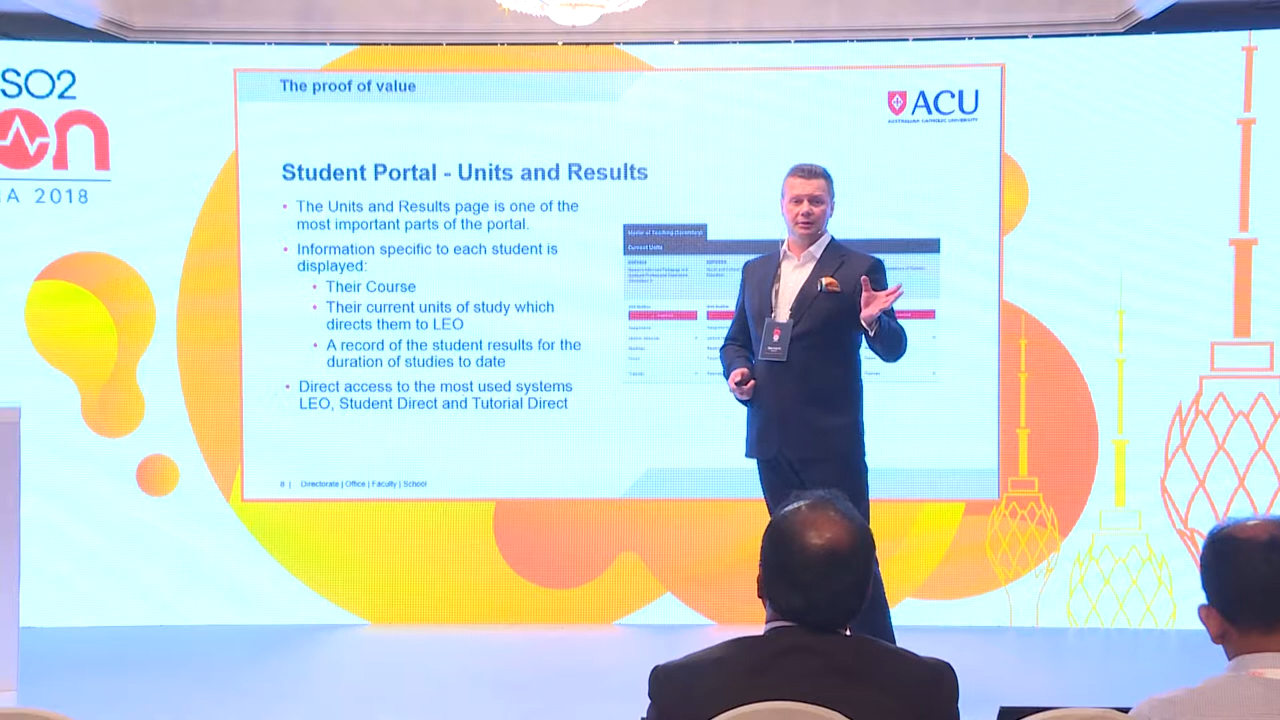 SO2
ON
A 2018
The proof of value
ACU
AUSTRALIAN CATHOLIC UNIVERSITY
Student Portal - Units and Results
• The Units and Results page is one of the
most important parts of the portal.
• Information specific to each student is
displayed:
• Their Course
• Their current units of study which
directs them to LEO
• A record of the student results for the
duration of studies to date
• Direct access to the most used systems
LEO, Student Direct and Tutorial Direct
Master of Teaching (Secondary)
Current Units
8 | Directorate | Office | Faculty | School